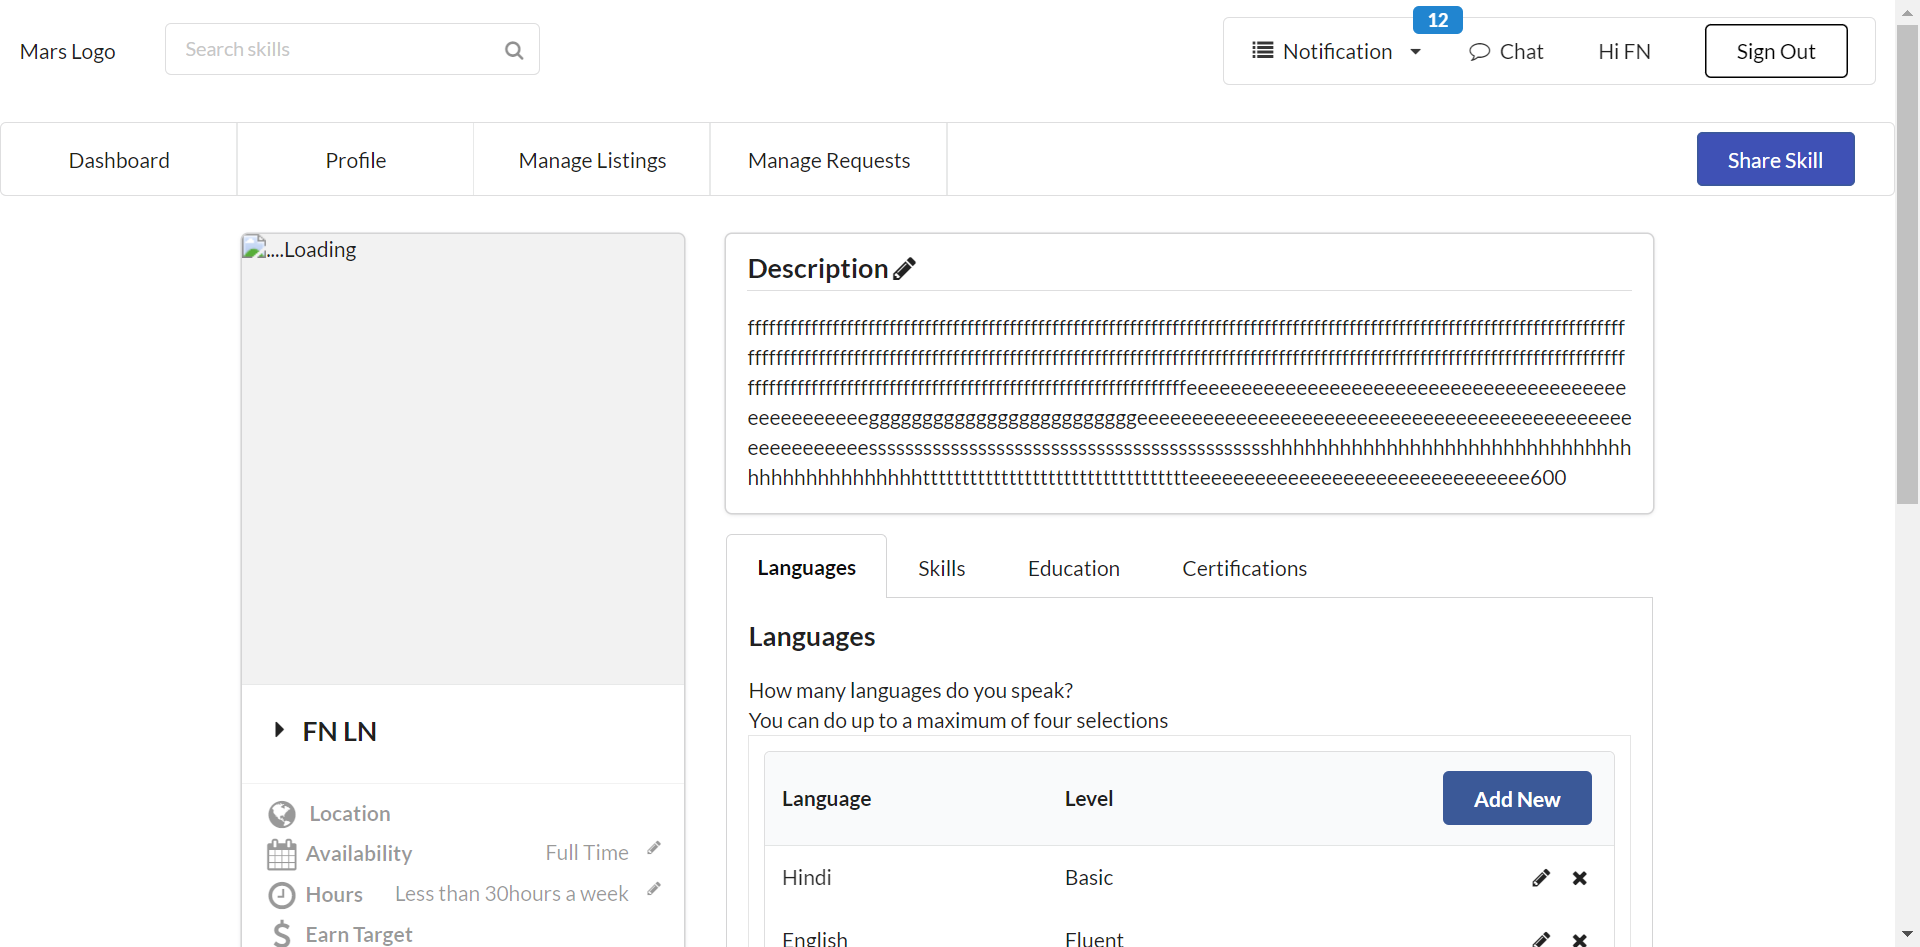 Mars Logo
Search skills
12
Notification
Chat
Hi FN
Sign Out
Dashboard
Profile
Manage Listings
Manage Requests
Share Skill
....Loading
Description
FN LN
Location
Availability
Full Time
Hours
Less than 30hours a week
Earn Target
Languages
Skills
Education
Certifications
Languages
How many languages do you speak?
You can do up to a maximum of four selections
Language
Level
Add New
Hindi
Basic
English
Fluent